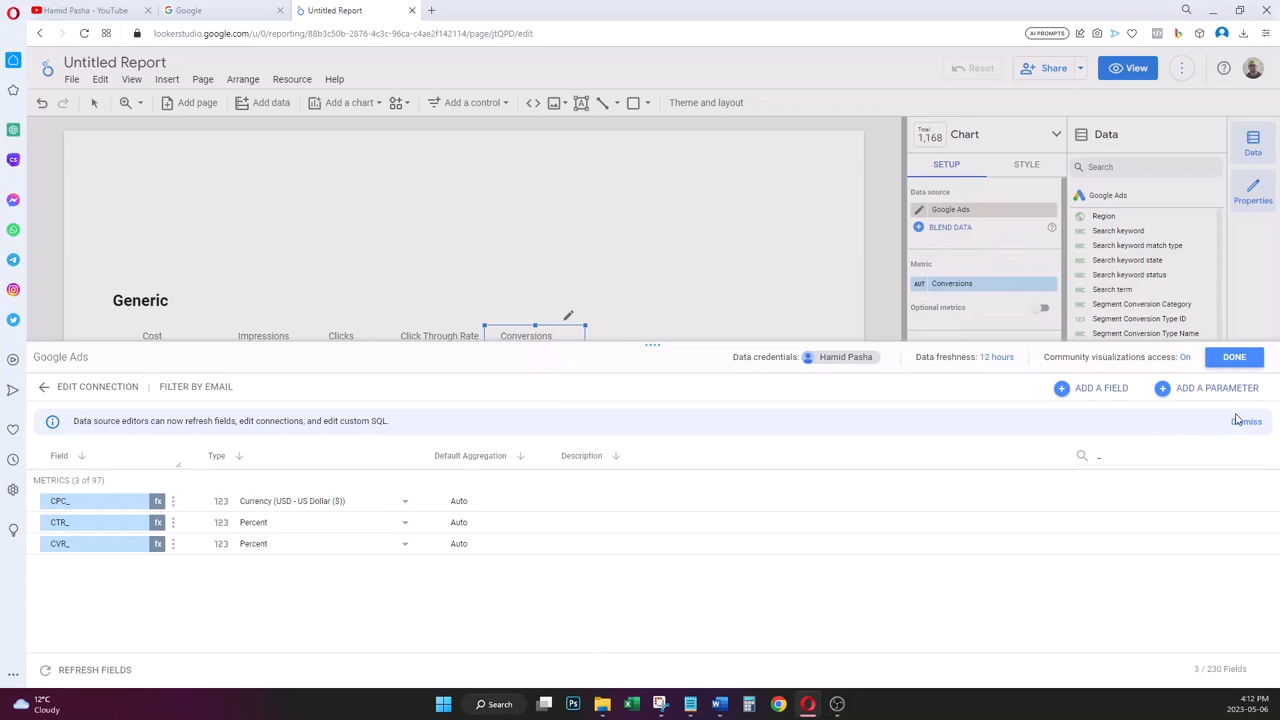 Hamid Pasha - YouTube
Google
Untitled Report
lookerstudio.google.com/u/0/reporting/88b3c50b-2876-4c3c-96ca-c4ae2f142114/page/jtQPD/edit
AI PROMPTS
Untitled Report
File Edit View Insert Page Arrange Resource Help
Reset
Share
View
Add page
Add data
Add a chart
Add a control
Theme and layout
Total
1,168
Chart
Data
Data
SETUP
STYLE
Search
Properties
Data source
Google Ads
Google Ads
BLEND DATA
Region
Search keyword
Search keyword match type
Metric
Search keyword state
AUT Conversions
Search keyword status
Search term
Optional metrics
Segment Conversion Category
Segment Conversion Type ID
Segment Conversion Type Name
Generic
Cost Impressions Clicks Click Through Rate Conversions
Google Ads
Data credentials: Hamid Pasha
Data freshness: 12 hours
Community visualizations access: On
DONE
EDIT CONNECTION | FILTER BY EMAIL
ADD A FIELD
ADD A PARAMETER
Data source editors can now refresh fields, edit connections, and edit custom SQL.
Dismiss
Field Type Default Aggregation Description
_
METRICS (3 of 97)
CPC_ fx 123 Currency (USD - US Dollar ($)) Auto
CTR_ fx 123 Percent Auto
CVR_ fx 123 Percent Auto
REFRESH FIELDS
3 / 230 Fields
12°C
Cloudy
Search
4:12 PM
2023-05-06